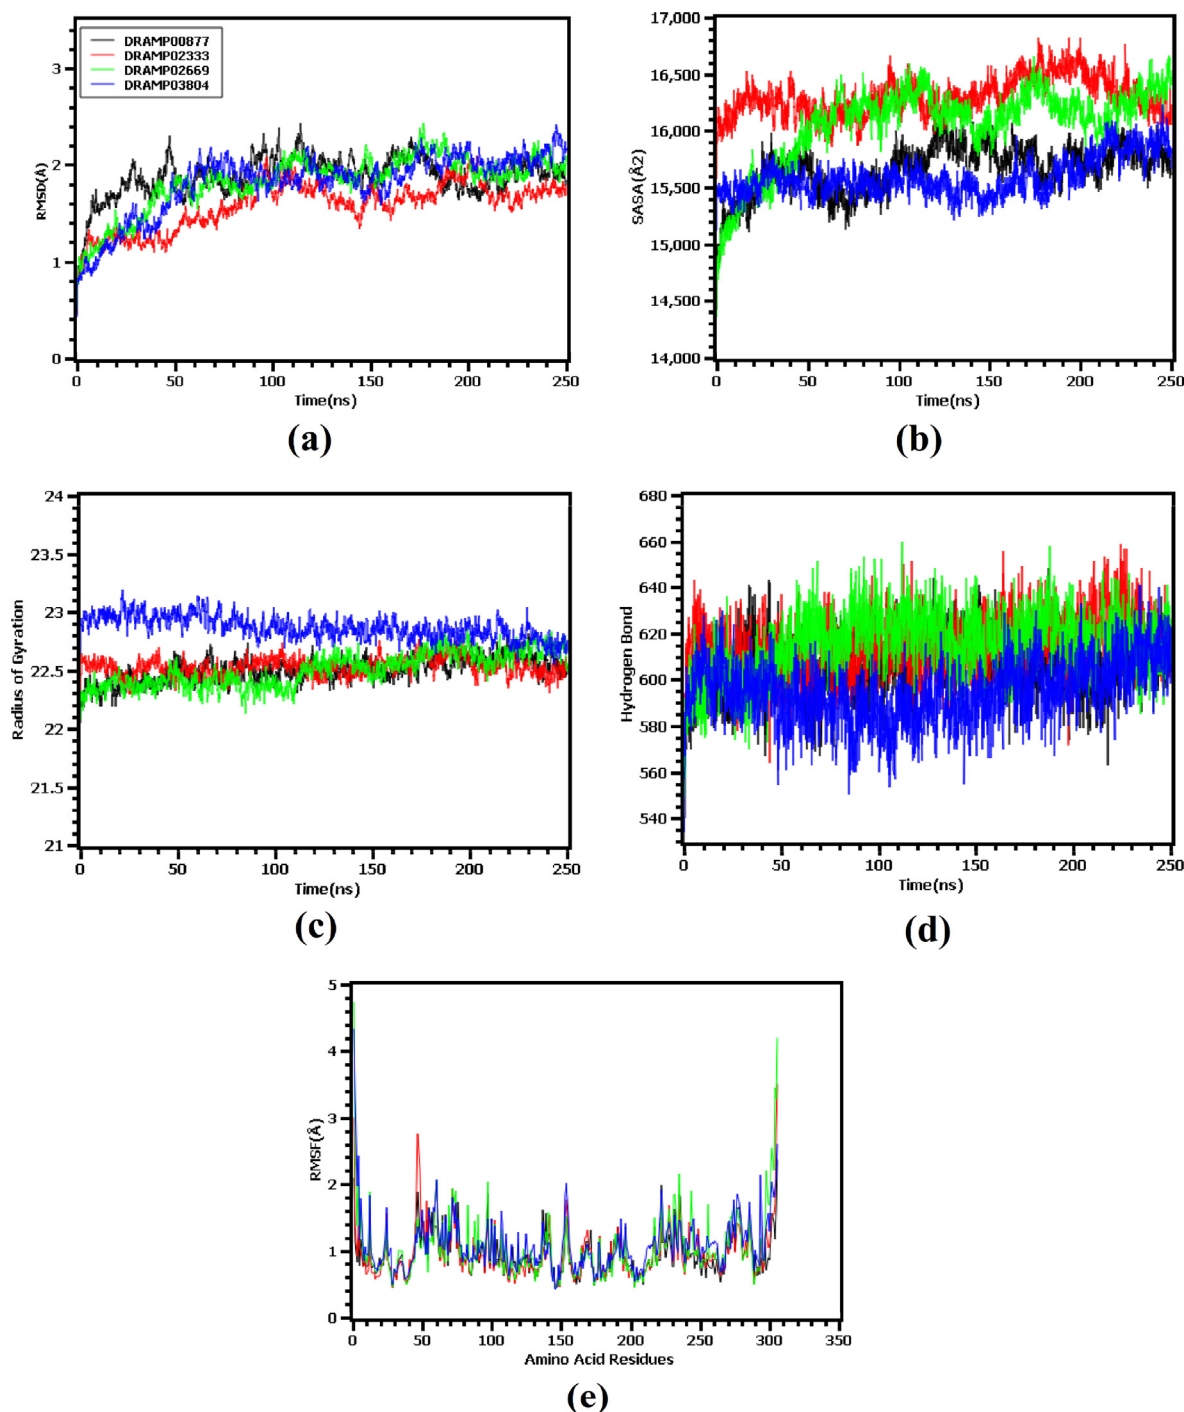 DRAMP00877
DRAMP02333
DRAMP02669
DRAMP03804
3
2
1
0
RMSD(Å)
0 50 100 150 200 250
Time(ns)
(a)
17,000
16,500
16,000
15,500
15,000
14,500
14,000
SASA(Å2)
0 50 100 150 200 250
Time(ns)
(b)
24
23.5
23
22.5
22
21.5
21
Radius of Gyration
0 50 100 150 200 250
Time(ns)
(c)
680
660
640
620
600
580
560
540
Hydrogen Bond
0 50 100 150 200 250
Time(ns)
(d)
5
4
3
2
1
0
RMSF(Å)
0 50 100 150 200 250 300 350
Amino Acid Residues
(e)